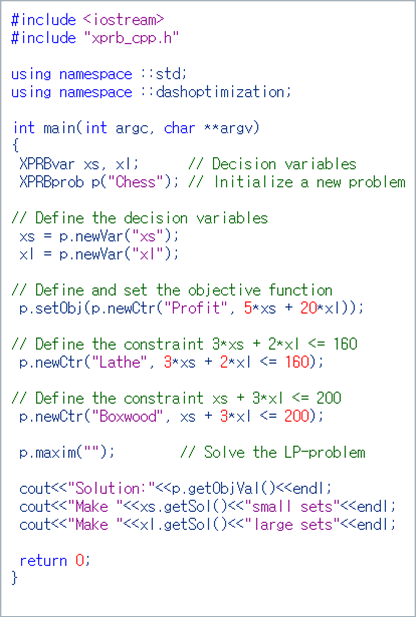 #include <iostream>
#include "xprb_cpp.h"
using namespace ::std;
using namespace ::dashoptimization;
int main(int argc, char **argv)
{
XPRBvar xs, xl; // Decision variables
XPRBprob p("Chess"); // Initialize a new problem
// Define the decision variables
xs = p.newVar("xs");
xl = p.newVar("xl");
// Define and set the objective function
p.setObj(p.newCtr("Profit", 5*xs + 20*xl));
// Define the constraint 3*xs + 2*xl <= 160
p.newCtr("Lathe", 3*xs + 2*xl <= 160);
// Define the constraint xs + 3*xl <= 200
p.newCtr("Boxwood", xs + 3*xl <= 200);
p.maxim(""); // Solve the LP-problem
cout<<"Solution:"<<p.getObjVal()<<endl;
cout<<"Make "<<xs.getSol()<<"small sets"<<endl;
cout<<"Make "<<xl.getSol()<<"large sets"<<endl;
return 0;
}